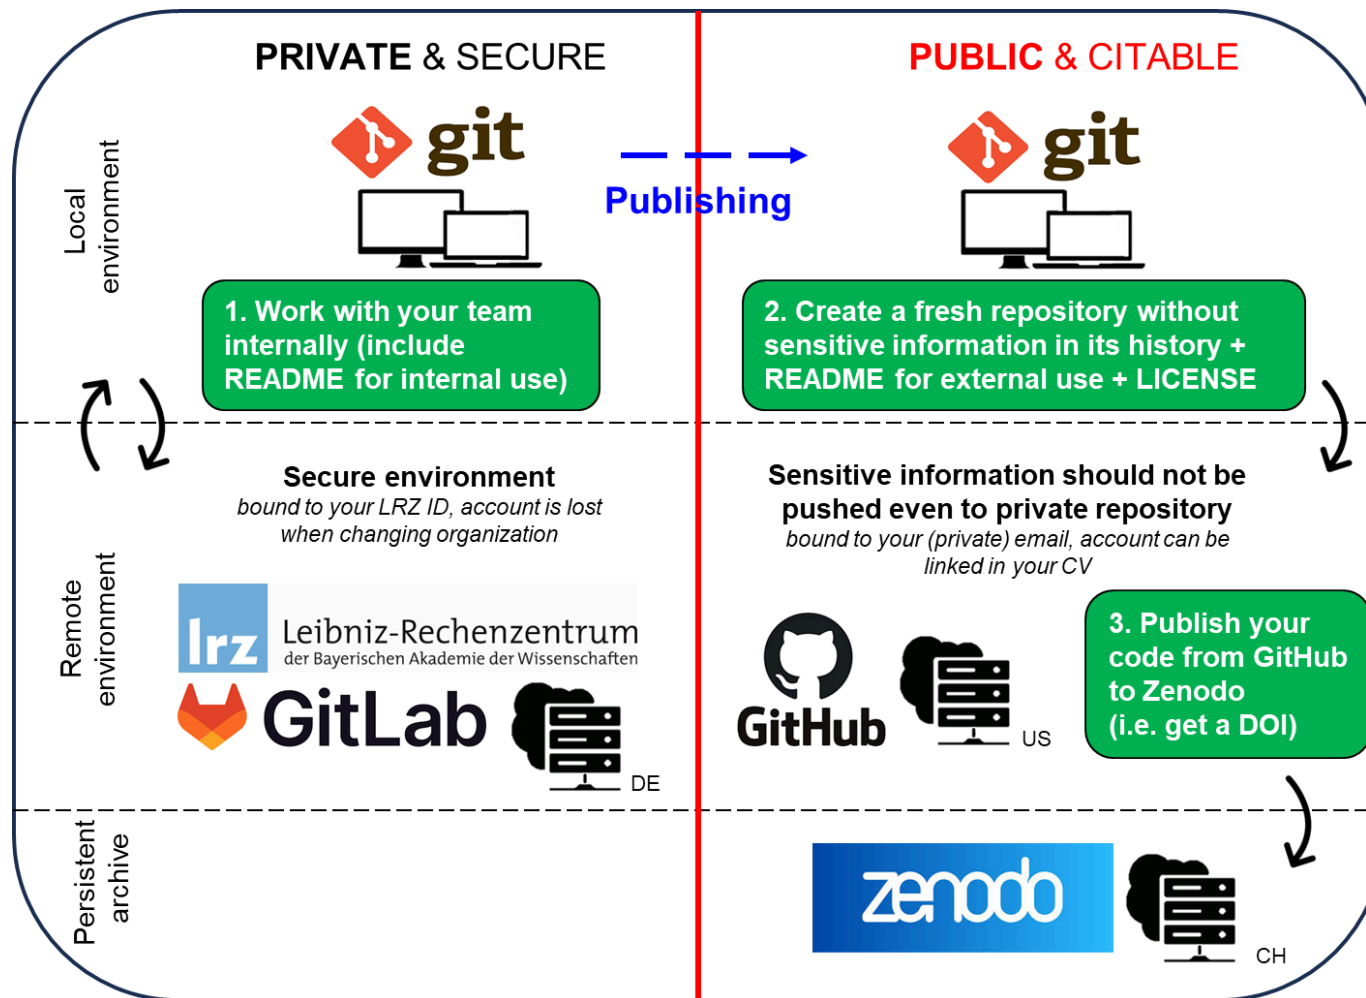 PRIVATE & SECURE
PUBLIC & CITABLE
git
git
Publishing
Local
environment
1. Work with your team
internally (include
README for internal use)
2. Create a fresh repository without
sensitive information in its history +
README for external use + LICENSE
Remote
environment
Secure environment
bound to your LRZ ID, account is lost
when changing organization
Sensitive information should not be
pushed even to private repository
bound to your (private) email, account can be
linked in your CV
lrz
Leibniz-Rechenzentrum
der Bayerischen Akademie der Wissenschaften
GitLab
DE
GitHub
US
3. Publish your
code from GitHub
to Zenodo
(i.e. get a DOI)
Persistent
archive
zenodo
CH